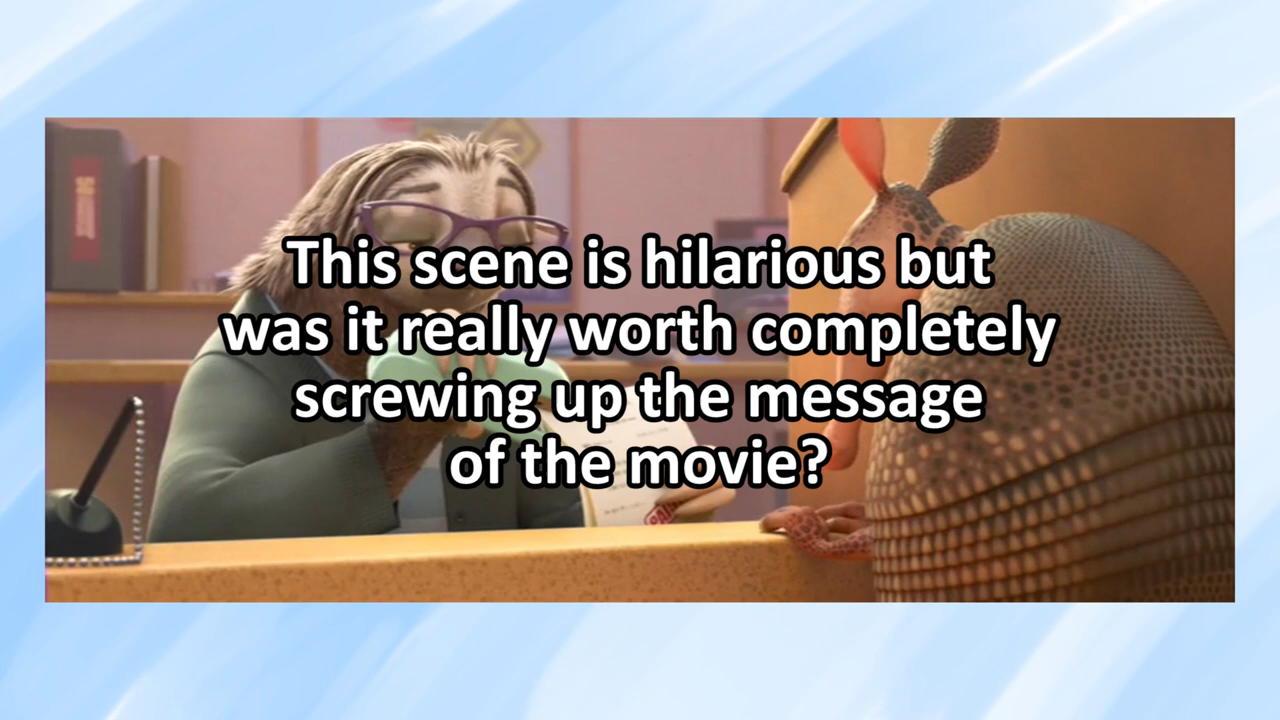 This scene is hilarious but
was it really worth completely
screwing up the message
of the movie?